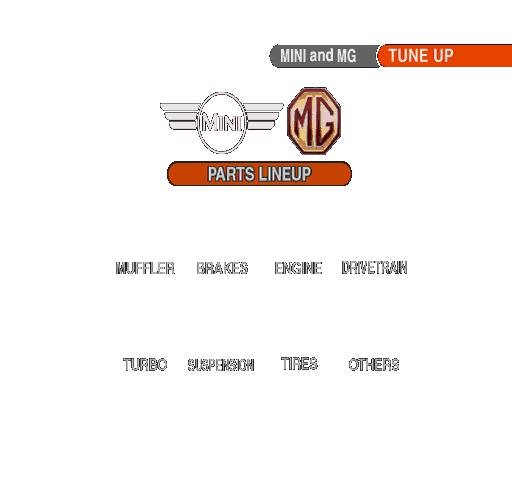 MINI and MG TUNE UP
MINI MG
PARTS LINEUP
MUFFLER BRAKES ENGINE DRIVETRAIN
TURBO SUSPENSION TIRES OTHERS